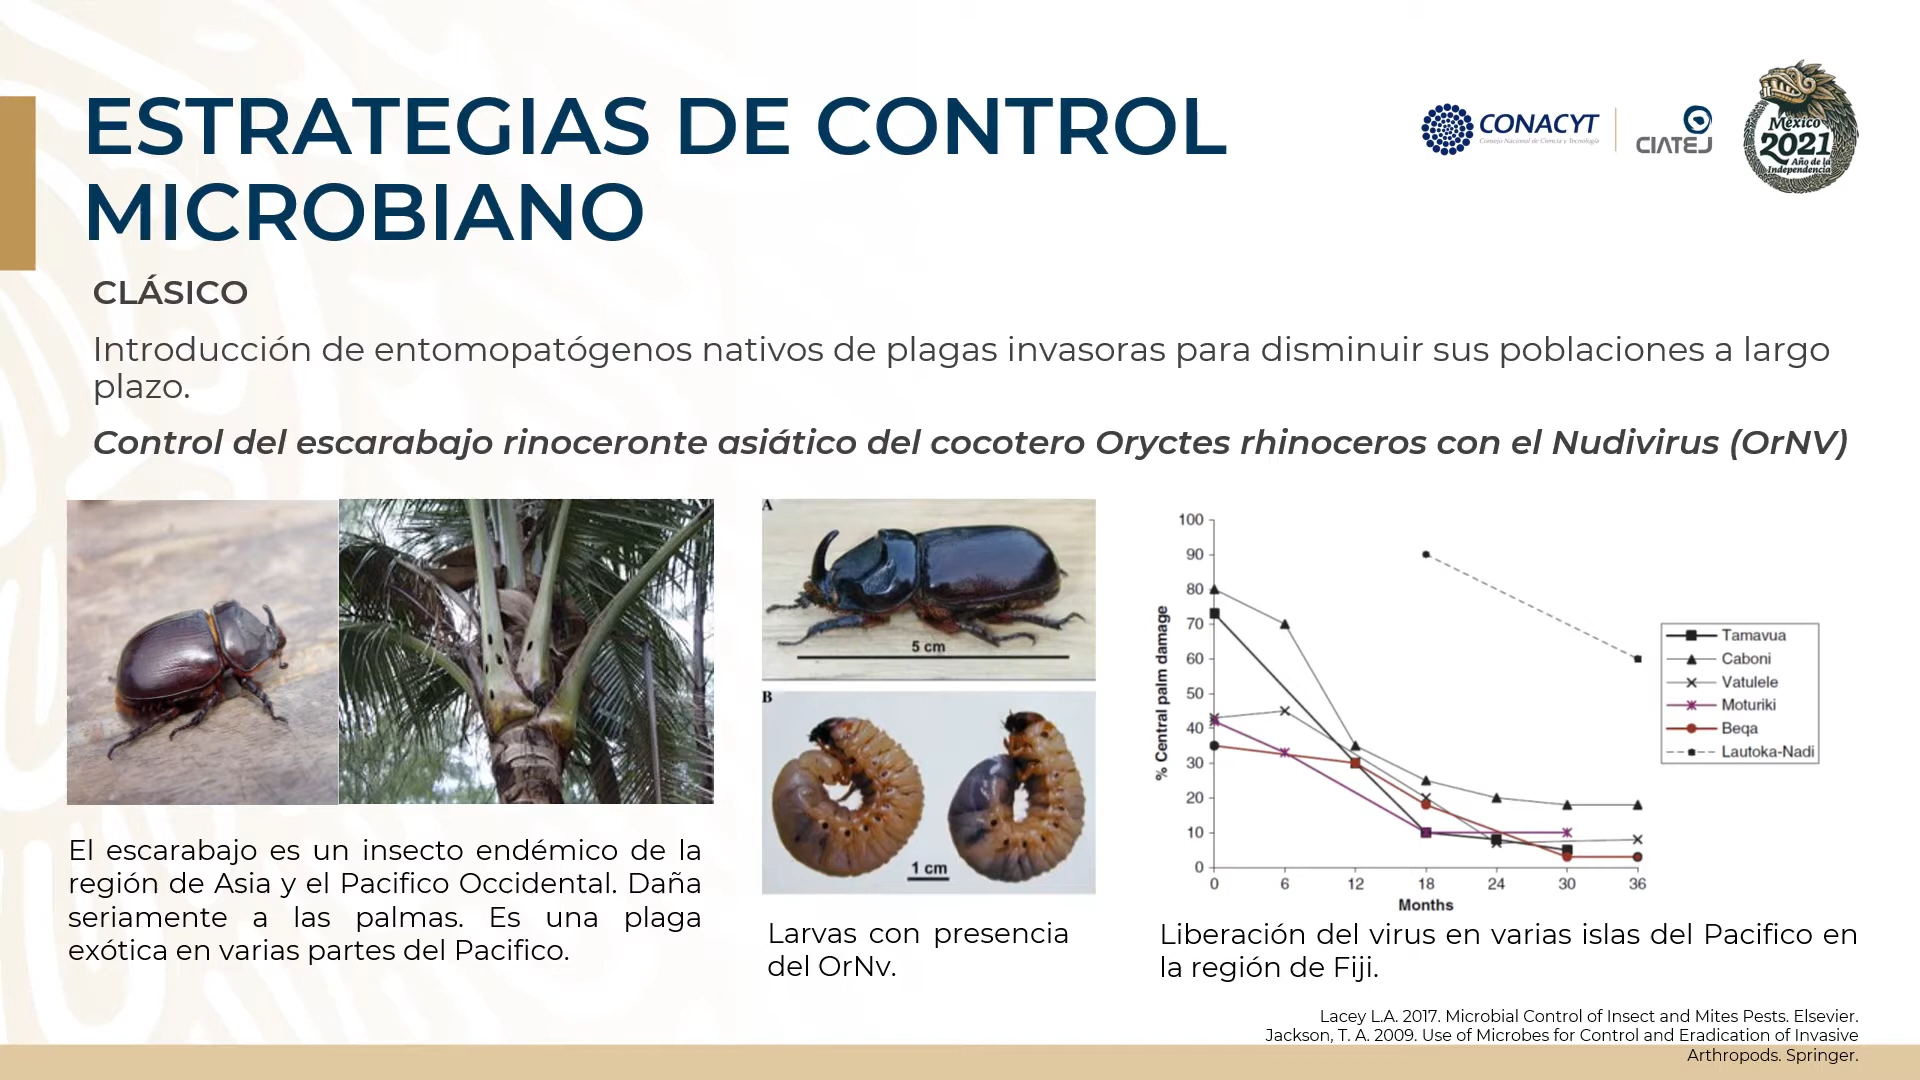 ESTRATEGIAS DE CONTROL
MICROBIANO
CONACYT
Consejo Nacional de Ciencia y Tecnología
CIATEJ
México
2021
Año de la
Independencia
CLÁSICO
Introducción de entomopatógenos nativos de plagas invasoras para disminuir sus poblaciones a largo
plazo.
Control del escarabajo rinoceronte asiático del cocotero Oryctes rhinoceros con el Nudivirus (OrNV)
El escarabajo es un insecto endémico de la
región de Asia y el Pacifico Occidental. Daña
seriamente a las palmas. Es una plaga
exótica en varias partes del Pacifico.
A
5 cm
B
1 cm
Larvas con presencia
del OrNv.
% Central palm damage
100
90
80
70
60
50
40
30
20
10
0
0 6 12 18 24 30 36
Months
Tamavua
Caboni
Vatulele
Moturiki
Beqa
Lautoka-Nadi
Liberación del virus en varias islas del Pacifico en
la región de Fiji.
Lacey L.A. 2017. Microbial Control of Insect and Mites Pests. Elsevier.
Jackson, T. A. 2009. Use of Microbes for Control and Eradication of Invasive
Arthropods. Springer.